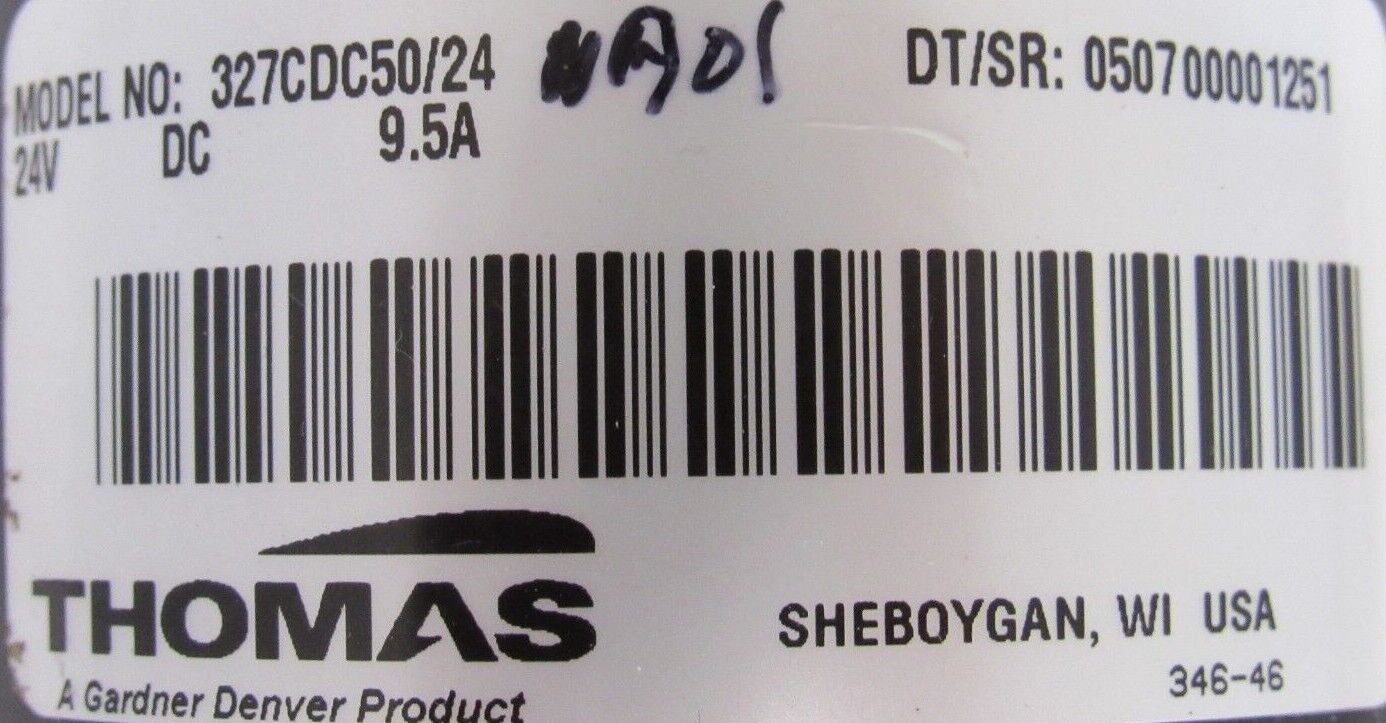 MODEL NO: 327CDC50/24 DT/SR: 050700001251
24V DC 9.5A
THOMAS
A Gardner Denver Product
SHEBOYGAN, WI USA
346-46